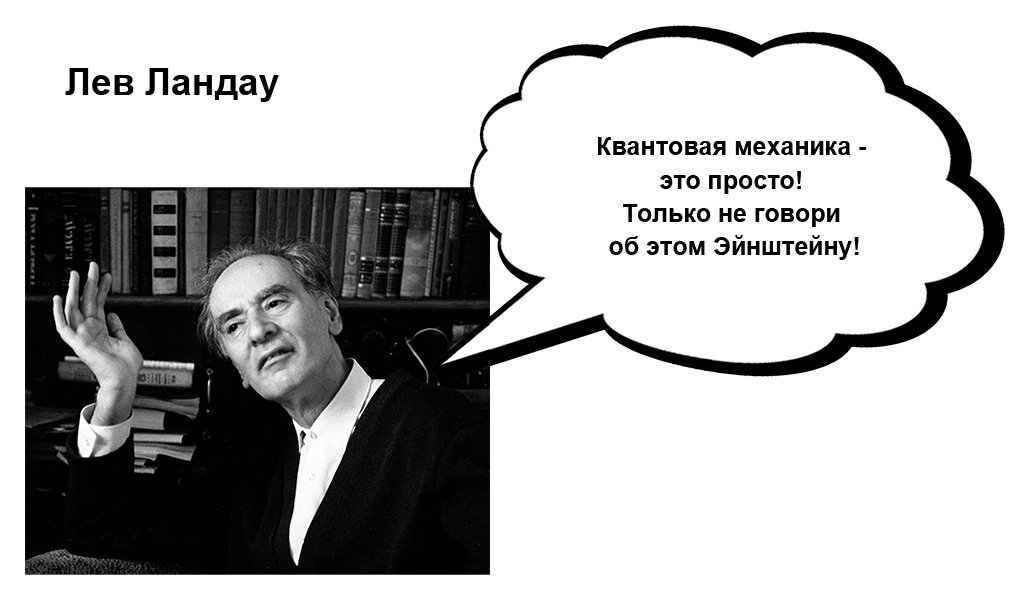 Лев Ландау
Квантовая механика -
это просто!
Только не говори
об этом Эйнштейну!